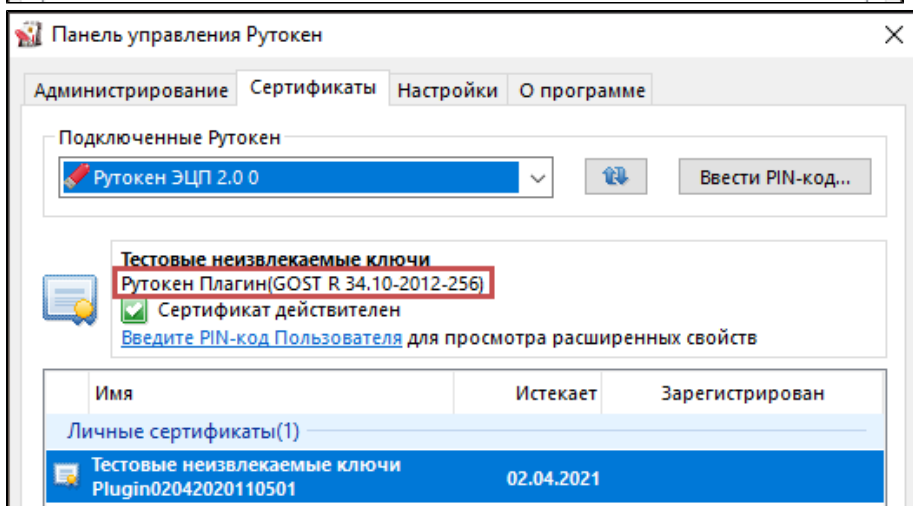 Панель управления Рутокен
Администрирование Сертификаты Настройки О программе
Подключенные Рутокен
Рутокен ЭЦП 2.0 0 Ввести PIN-код...
Тестовые неизвлекаемые ключи
Рутокен Плагин(GOST R 34.10-2012-256)
Сертификат действителен
Введите PIN-код Пользователя для просмотра расширенных свойств
Имя Истекает Зарегистрирован
Личные сертификаты(1)
Тестовые неизвлекаемые ключи
Plugin02042020110501 02.04.2021